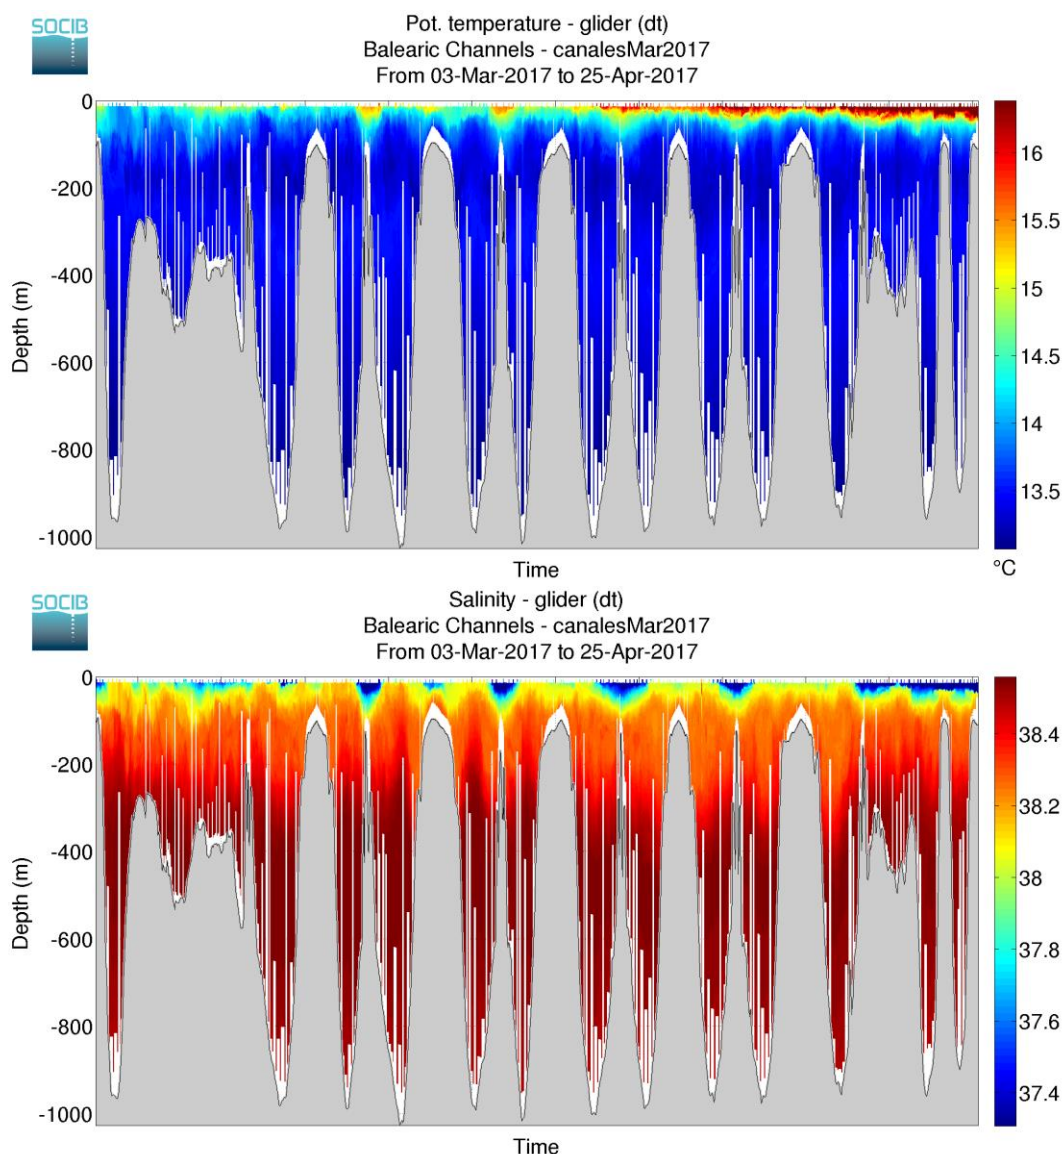 SOCIB
Pot. temperature - glider (dt)
Balearic Channels - canalesMar2017
From 03-Mar-2017 to 25-Apr-2017
0
-200
-400
-600
-800
-1000
Depth (m)
Time
16
15.5
15
14.5
14
13.5
°C
SOCIB
Salinity - glider (dt)
Balearic Channels - canalesMar2017
From 03-Mar-2017 to 25-Apr-2017
0
-200
-400
-600
-800
-1000
Depth (m)
Time
38.4
38.2
38
37.8
37.6
37.4